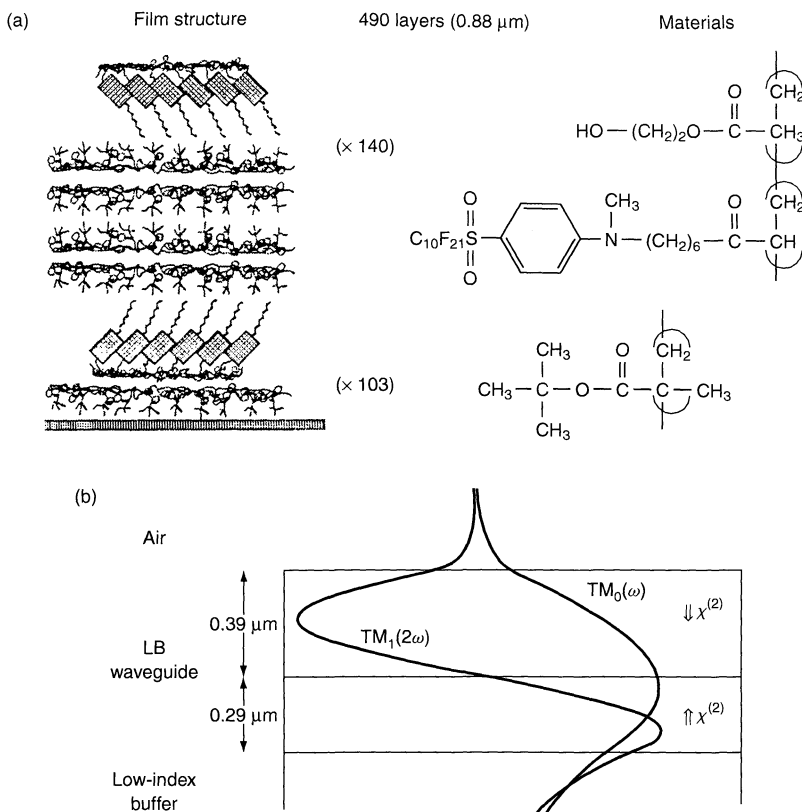 (a)
Film structure
490 layers (0.88 μm)
Materials
(× 140)
(× 103)
O
CH₂
HO—(CH₂)₂O—C—C—CH₃
CH₃
O
CH₂
C₁₀F₂₁S
O
N—(CH₂)₆—C—CH
CH₃
O
CH₂
CH₃—C—O—C—C—CH₃
CH₃
(b)
Air
TM₀(ω)
⇓χ⁽²⁾
0.39 μm
TM₁(2ω)
LB
waveguide
0.29 μm
⇑χ⁽²⁾
Low-index
buffer